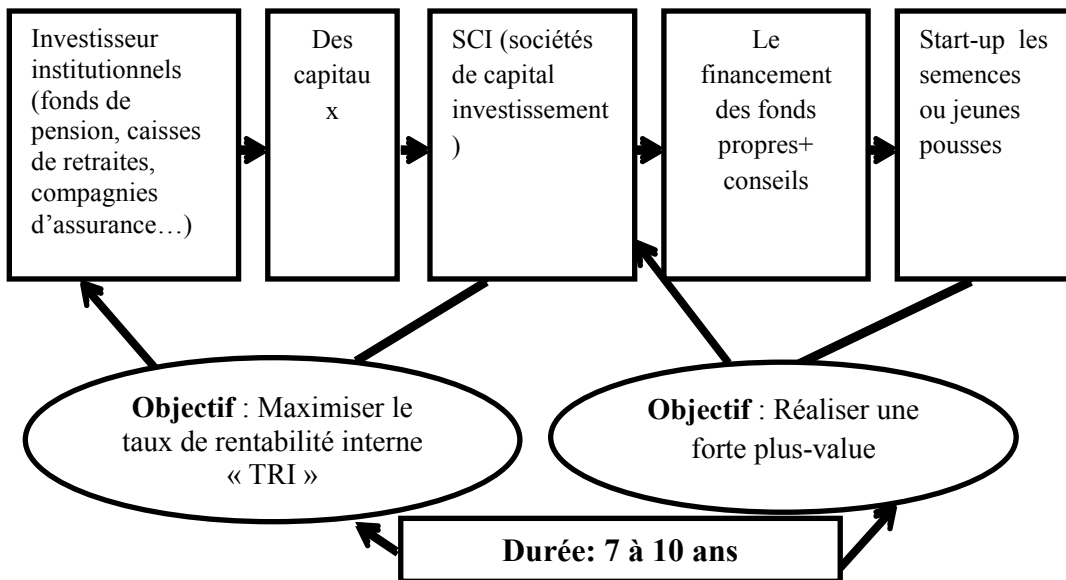 Investisseur
institutionnels
(fonds de
pension, caisses
de retraites,
compagnies
d’assurance…)
Des
capitau
x
SCI (sociétés
de capital
investissement
)
Le
financement
des fonds
propres+
conseils
Start-up les
semences
ou jeunes
pousses
Objectif : Maximiser le
taux de rentabilité interne
« TRI »
Objectif : Réaliser une
forte plus-value
Durée: 7 à 10 ans